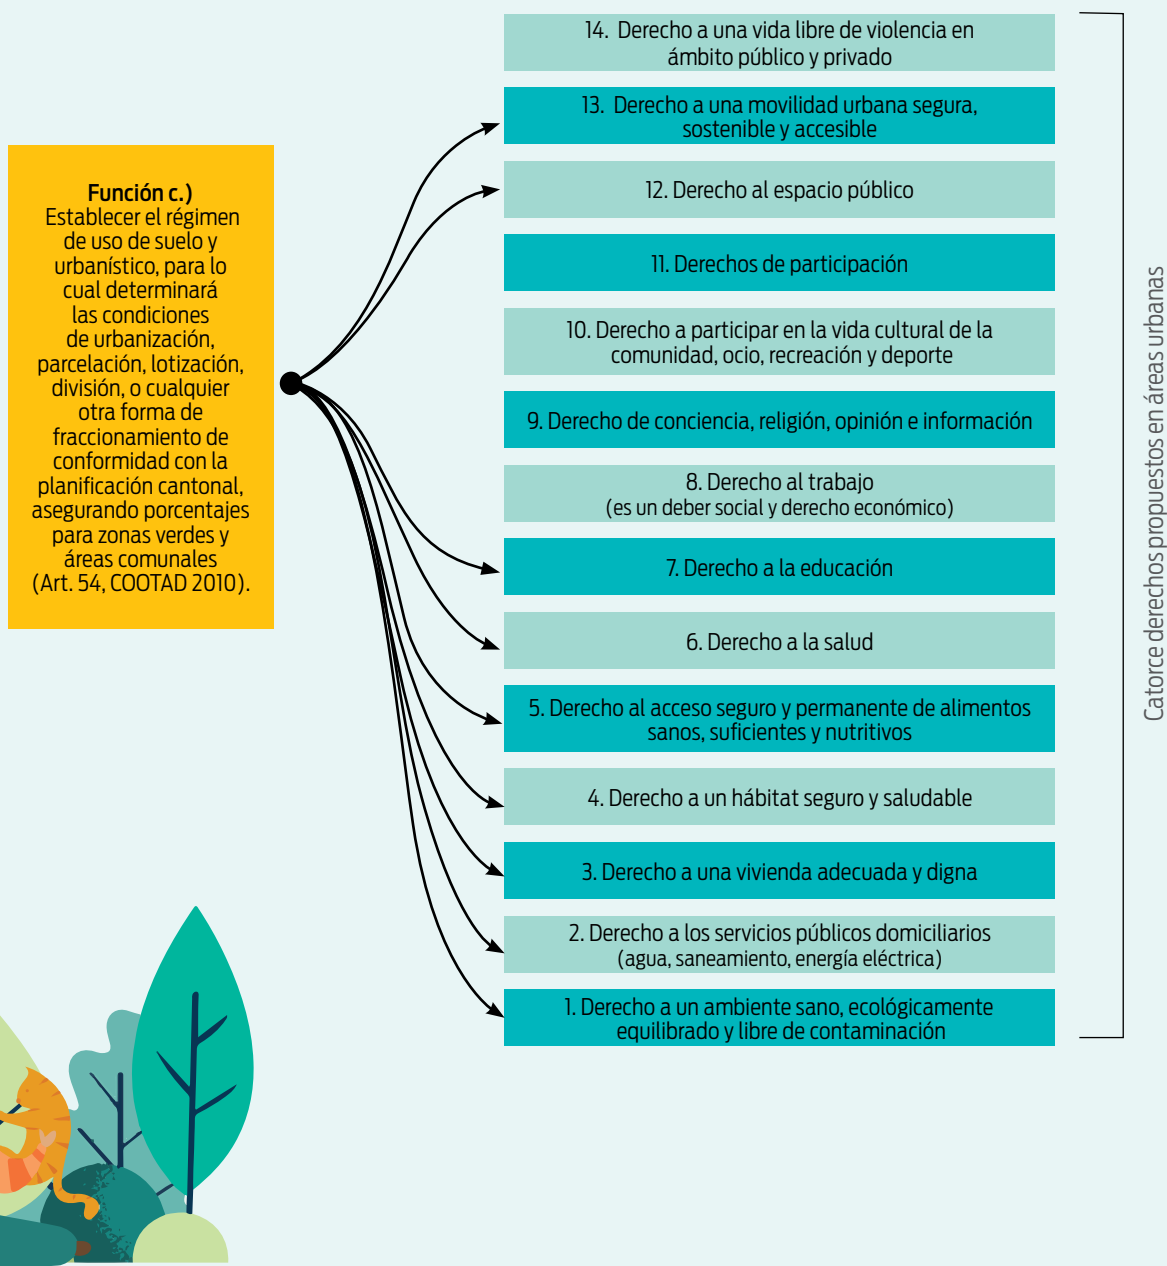 Función c.)
Establecer el régimen
de uso de suelo y
urbanístico, para lo
cual determinará
las condiciones
de urbanización,
parcelación, lotización,
división, o cualquier
otra forma de
fraccionamiento de
conformidad con la
planificación cantonal,
asegurando porcentajes
para zonas verdes y
áreas comunales
(Art. 54, COOTAD 2010).
14. Derecho a una vida libre de violencia en
ámbito público y privado
13. Derecho a una movilidad urbana segura,
sostenible y accesible
12. Derecho al espacio público
11. Derechos de participación
10. Derecho a participar en la vida cultural de la
comunidad, ocio, recreación y deporte
9. Derecho de conciencia, religión, opinión e información
8. Derecho al trabajo
(es un deber social y derecho económico)
7. Derecho a la educación
6. Derecho a la salud
5. Derecho al acceso seguro y permanente de alimentos
sanos, suficientes y nutritivos
4. Derecho a un hábitat seguro y saludable
3. Derecho a una vivienda adecuada y digna
2. Derecho a los servicios públicos domiciliarios
(agua, saneamiento, energía eléctrica)
1. Derecho a un ambiente sano, ecológicamente
equilibrado y libre de contaminación
Catorce derechos propuestos en áreas urbanas